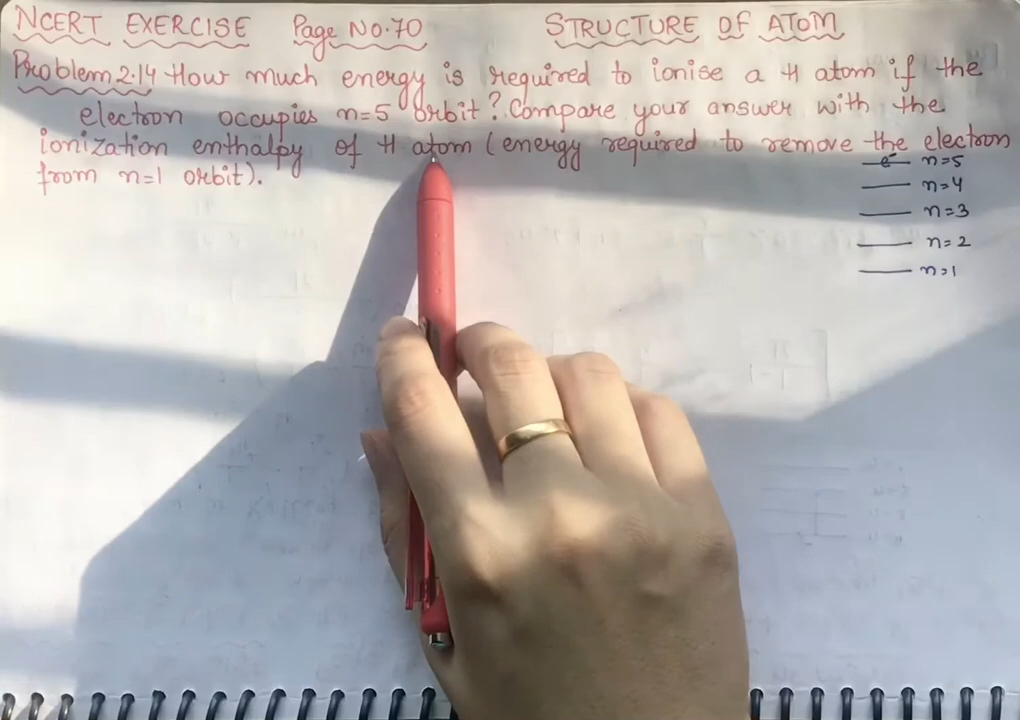 NCERT EXERCISE Page No.70 STRUCTURE OF ATOM
Problem 2.14 How much energy is required to ionise a H atom if the
electron occupies n=5 orbit? Compare your answer with the
ionization enthalpy of H atom (energy required to remove the electron
from n=1 orbit).
e⁻ n=5
n=4
n=3
n=2
n=1